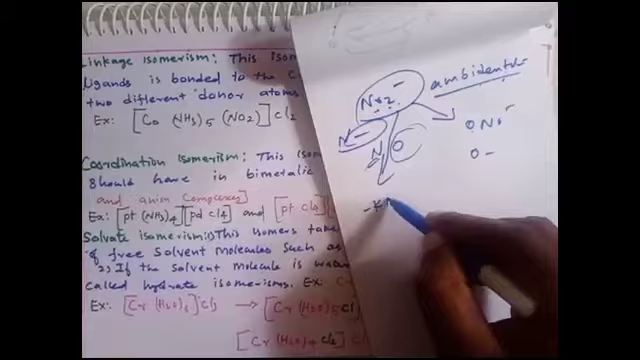 Linkage isomerism: This isom
Ligands is bonded to the C
two different donor atoms
Ex: [Co (NH3)5 (NO2)]Cl2
Coordination isomerism: This iso
Should have in bimetalic
and anion Complexes
Ex: [pt (NH3)4][pd Cl4] and [pt Cl4][
Solvate isomerism:) This isomers take
of free Solvent molecules Such as
If the Solvent molecule is wate
called hydrate isomerisms. Ex: C
Ex: [Cr (H2O)6]Cl3 → [Cr (H2O)5 Cl]
[Cr (H2O)4 Cl2] Cl
NO2-
ambidentate
N-
O
N
ONO-
O-